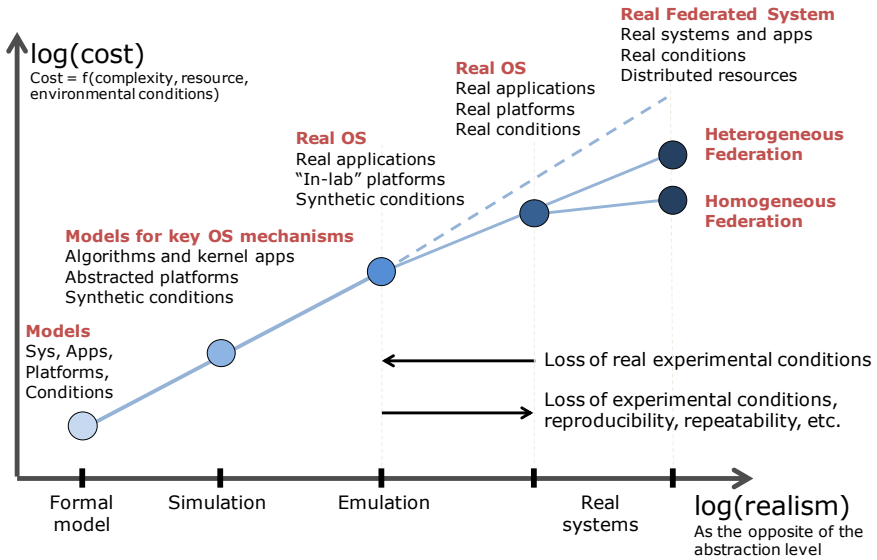 log(cost)
Cost = f(complexity, resource,
environmental conditions)
Real Federated System
Real systems and apps
Real conditions
Distributed resources
Real OS
Real applications
Real platforms
Real conditions
Real OS
Real applications
“In-lab” platforms
Synthetic conditions
Heterogeneous
Federation
Homogeneous
Federation
Models for key OS mechanisms
Algorithms and kernel apps
Abstracted platforms
Synthetic conditions
Models
Sys, Apps,
Platforms,
Conditions
Loss of real experimental conditions
Loss of experimental conditions,
reproducibility, repeatability, etc.
Formal
model
Simulation
Emulation
Real
systems
log(realism)
As the opposite of the
abstraction level